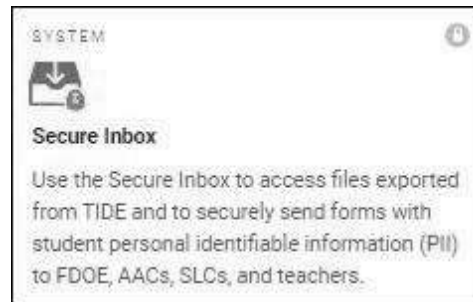 SYSTEM
Secure Inbox
Use the Secure Inbox to access files exported
from TIDE and to securely send forms with
student personal identifiable information (PII)
to FDOE, AACs, SLCs, and teachers.